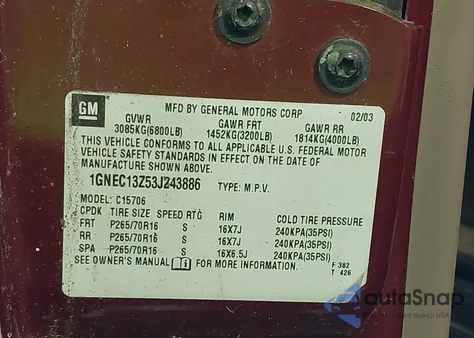 GM
MFD BY GENERAL MOTORS CORP 02/03
GVWR GAWR FRT GAWR RR
3085KG(6800LB) 1452KG(3200LB) 1814KG(4000LB)
THIS VEHICLE CONFORMS TO ALL APPLICABLE U.S. FEDERAL MOTOR
VEHICLE SAFETY STANDARDS IN EFFECT ON THE DATE OF
MANUFACTURE SHOWN ABOVE.
1GNEC13Z53J243886 TYPE: M.P.V.
MODEL: C15706
CPDK TIRE SIZE SPEED RTG RIM COLD TIRE PRESSURE
FRT P265/70R16 S 16X7J 240KPA(35PSI)
RR P265/70R16 S 16X7J 240KPA(35PSI)
SPA P265/70R16 S 16X6.5J 240KPA(35PSI)
SEE OWNER'S MANUAL FOR MORE INFORMATION.
F 382
T 426
AutaSnap